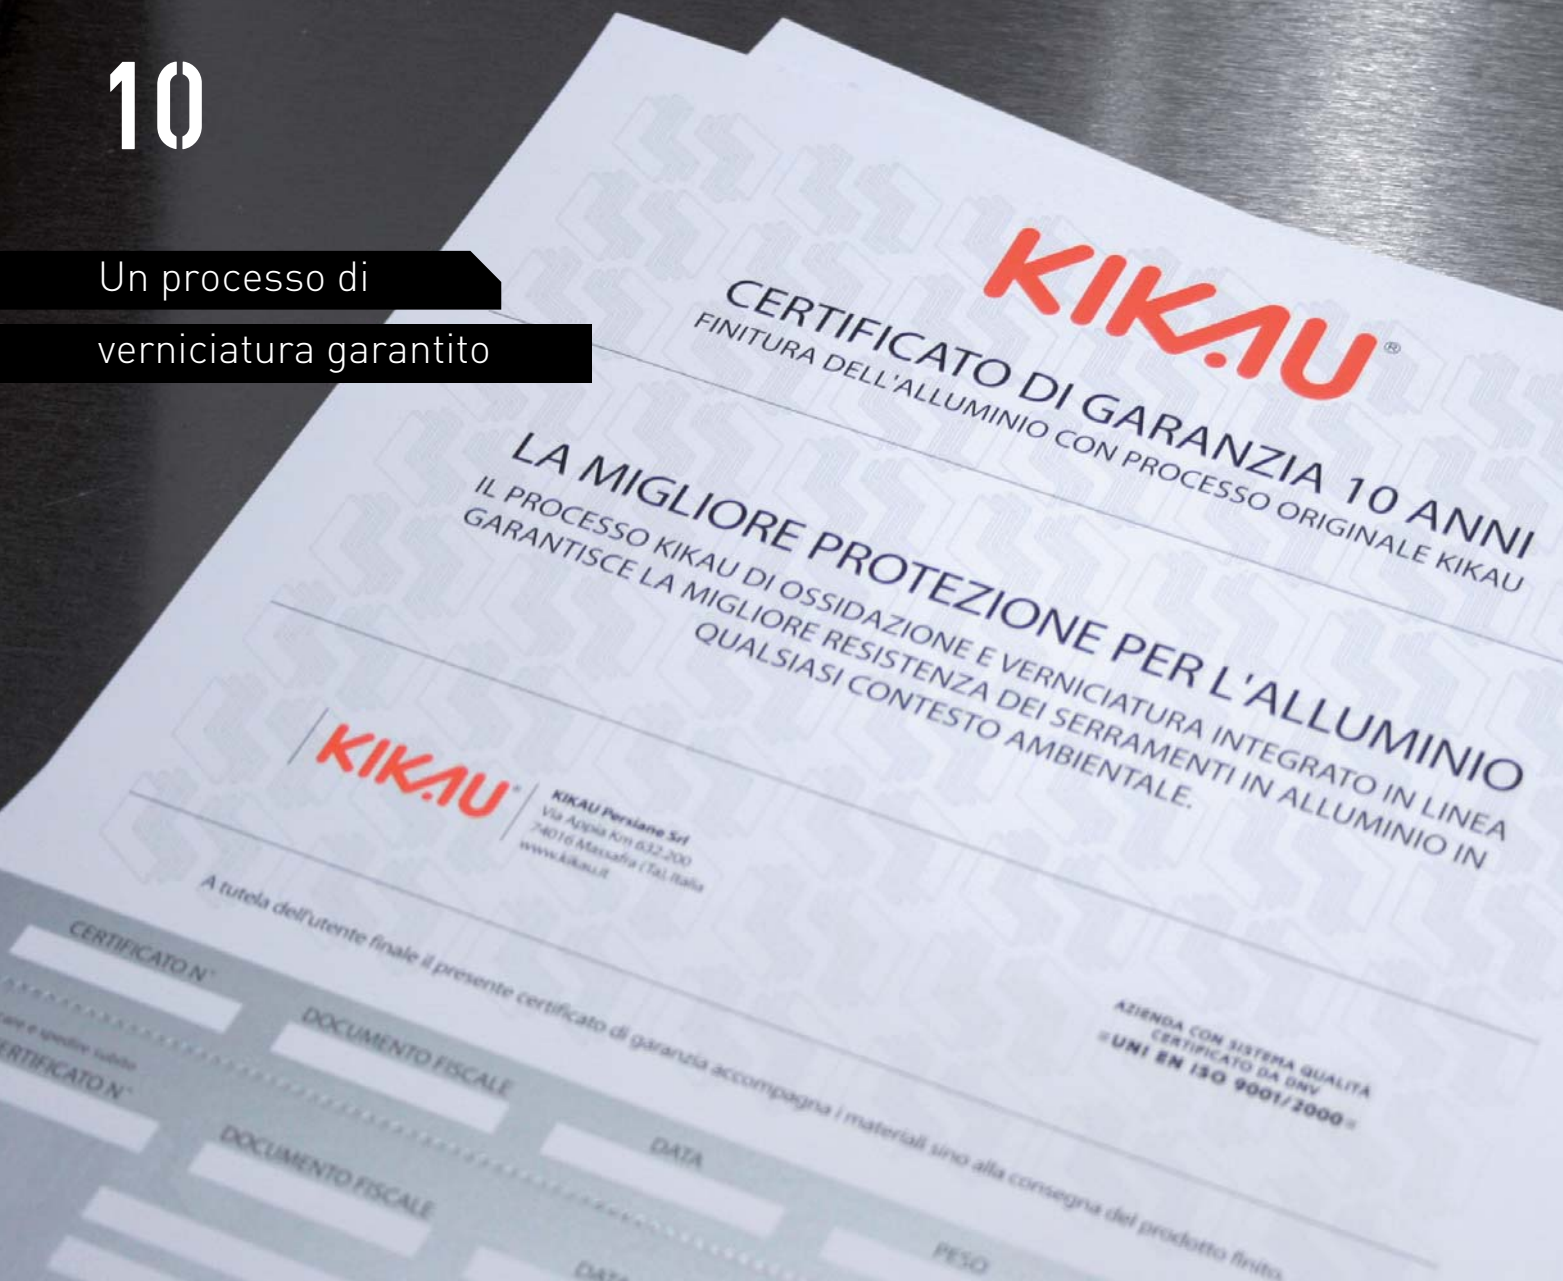 10
Un processo di
verniciatura garantito
KIKAU®
CERTIFICATO DI GARANZIA 10 ANNI
FINITURA DELL'ALLUMINIO CON PROCESSO ORIGINALE KIKAU
LA MIGLIORE PROTEZIONE PER L'ALLUMINIO
IL PROCESSO KIKAU DI OSSIDAZIONE E VERNICIATURA INTEGRATO IN LINEA
GARANTISCE LA MIGLIORE RESISTENZA DEI SERRAMENTI IN ALLUMINIO IN
QUALSIASI CONTESTO AMBIENTALE.
KIKAU®
KIKAU Persiane Srl
Via Appia Km 632,200
74016 Massafra (Ta), Italia
www.kikau.it
AZIENDA CON SISTEMA QUALITÀ
CERTIFICATO DA DNV
=UNI EN ISO 9001/2000=
A tutela dell'utente finale il presente certificato di garanzia accompagna i materiali sino alla consegna del prodotto finito.
CERTIFICATO N°
DOCUMENTO FISCALE
DATA
PESO
e spedire subito
CERTIFICATO N°
DOCUMENTO FISCALE
DATA